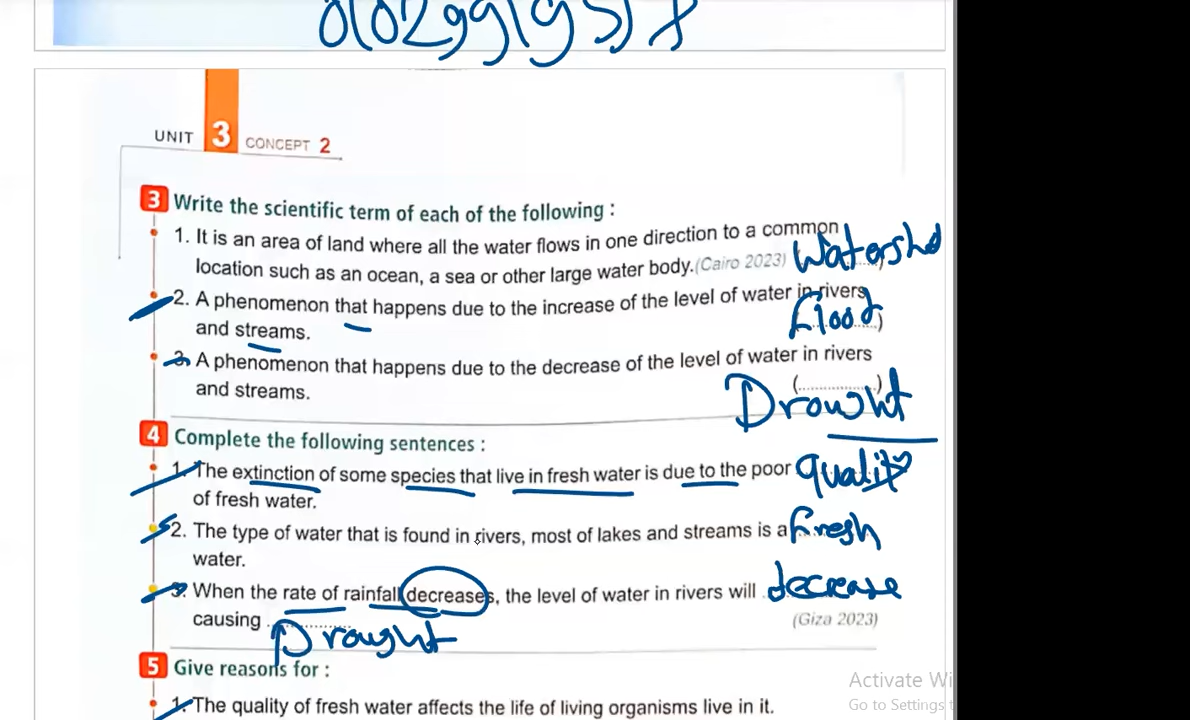 UNIT 3 CONCEPT 2
3 Write the scientific term of each of the following :
1. It is an area of land where all the water flows in one direction to a common
location such as an ocean, a sea or other large water body. (Cairo 2023) Watershed
2. A phenomenon that happens due to the increase of the level of water in rivers
and streams. flood (..............)
3. A phenomenon that happens due to the decrease of the level of water in rivers
and streams. (..................)
Drought
4 Complete the following sentences :
1. The extinction of some species that live in fresh water is due to the poor quality
of fresh water.
2. The type of water that is found in rivers, most of lakes and streams is a fresh
water.
3. When the rate of rainfall decreases, the level of water in rivers will decrease
causing .................. Drought (Giza 2023)
5 Give reasons for :
1. The quality of fresh water affects the life of living organisms live in it.
Activate Wi
Go to Settings t